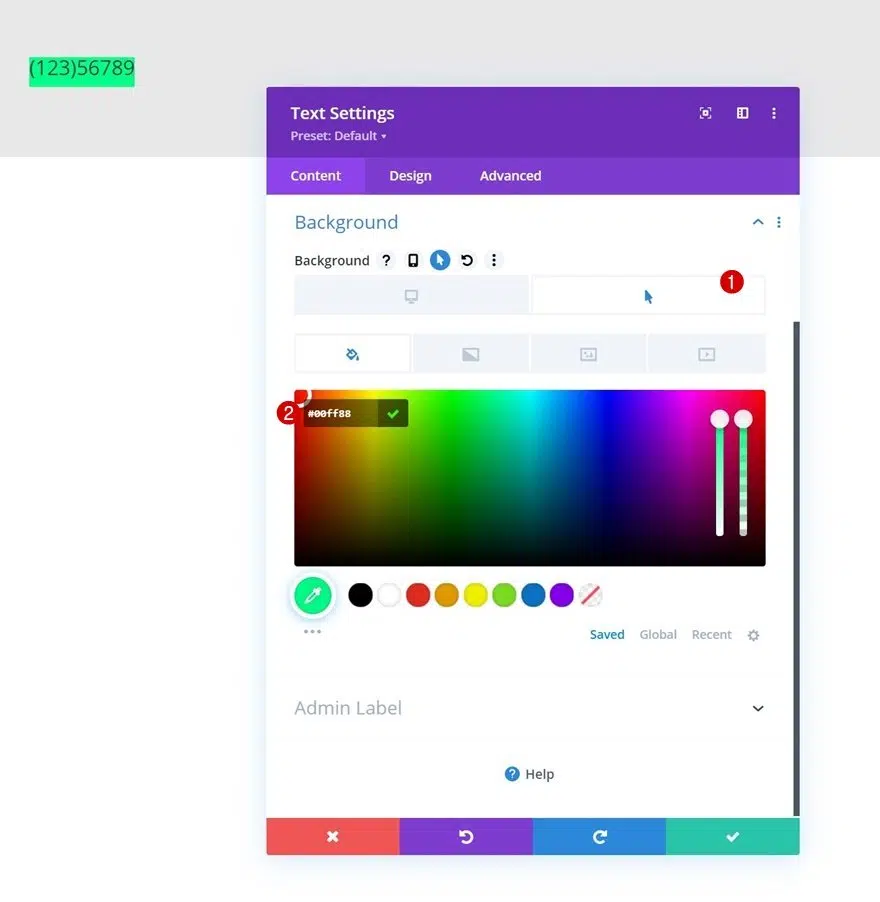 (123)56789
Text Settings
Preset: Default
Content Design Advanced
Background
Background ?
1
2 #00ff88
Saved Global Recent
Admin Label
? Help